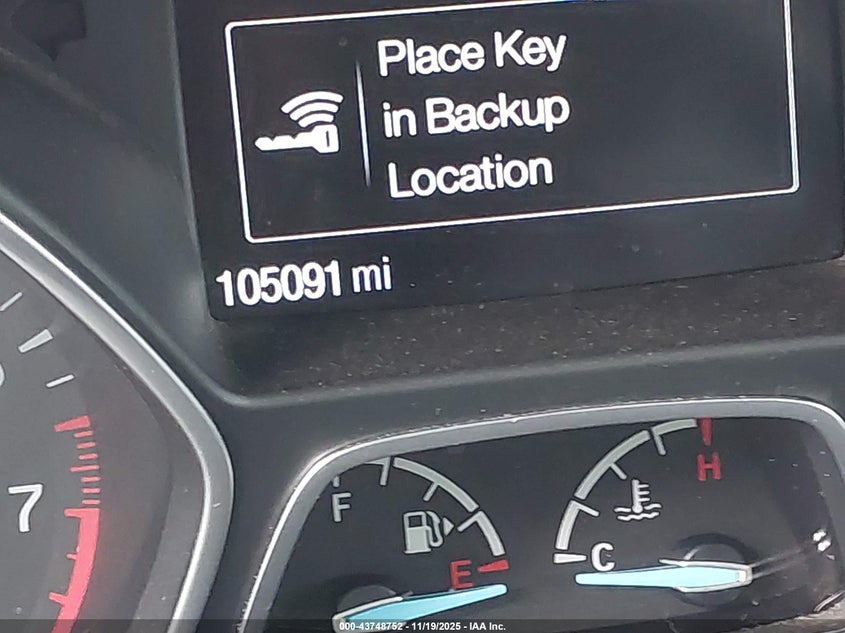 Place Key
in Backup
Location
105091 mi
7
F
E
C
H
000-43748752 - 11/19/2025 - IAA Inc.